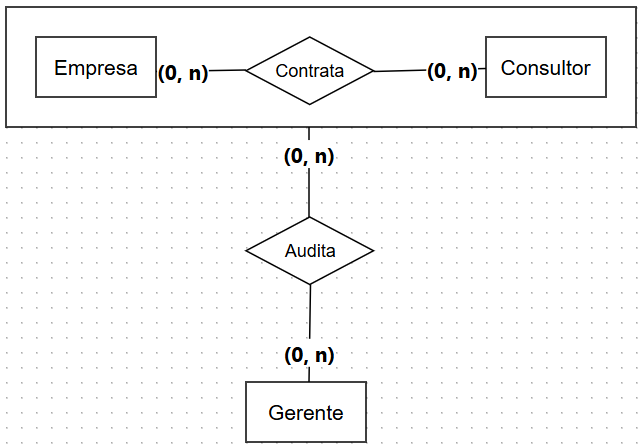 Empresa (0, n) Contrata (0, n) Consultor
(0, n)
Audita
(0, n)
Gerente